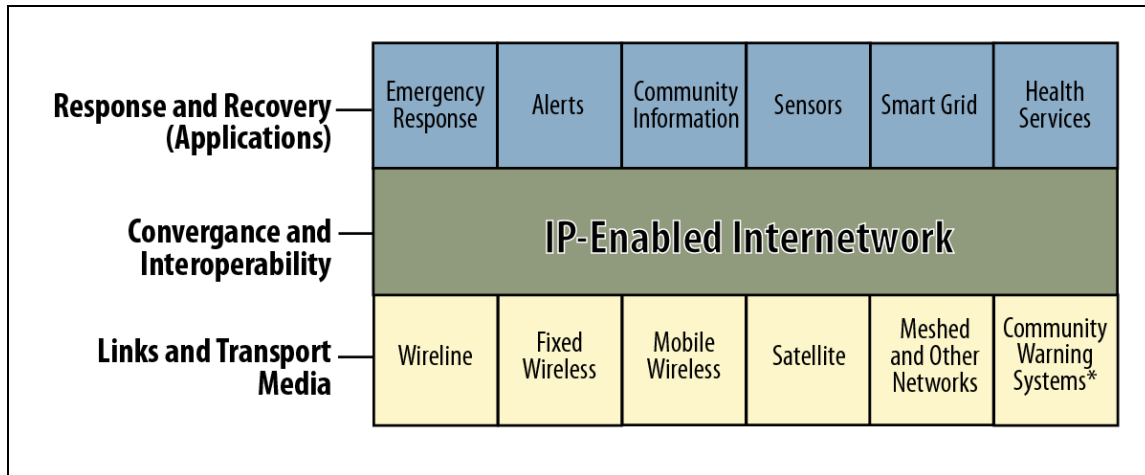 Response and Recovery
(Applications)
Emergency
Response
Alerts
Community
Information
Sensors
Smart Grid
Health
Services
Convergance and
Interoperability
IP-Enabled Internetwork
Links and Transport
Media
Wireline
Fixed
Wireless
Mobile
Wireless
Satellite
Meshed
and Other
Networks
Community
Warning
Systems*